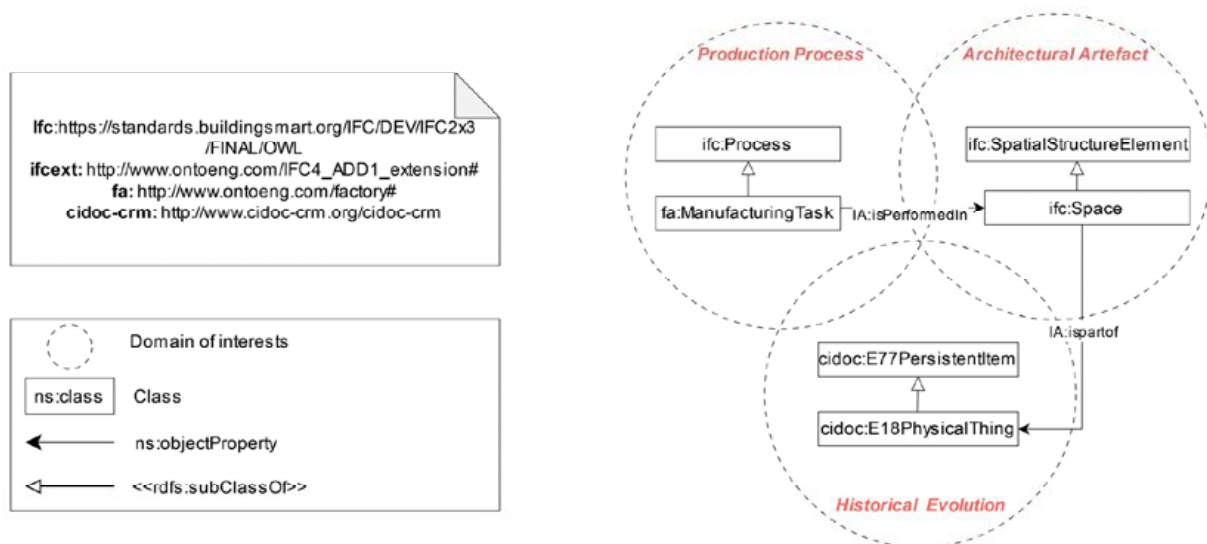 Ifc:https://standards.buildingsmart.org/IFC/DEV/IFC2x3
/FINAL/OWL
ifcext: http://www.ontoeng.com/IFC4_ADD1_extension#
fa: http://www.ontoeng.com/factory#
cidoc-crm: http://www.cidoc-crm.org/cidoc-crm
Domain of interests
ns:class
Class
ns:objectProperty
<<rdfs:subClassOf>>
Production Process
Architectural Artefact
ifc:Process
ifc:SpatialStructureElement
fa:ManufacturingTask
IA:isPerformedIn
ifc:Space
IA:ispartof
cidoc:E77PersistentItem
cidoc:E18PhysicalThing
Historical Evolution